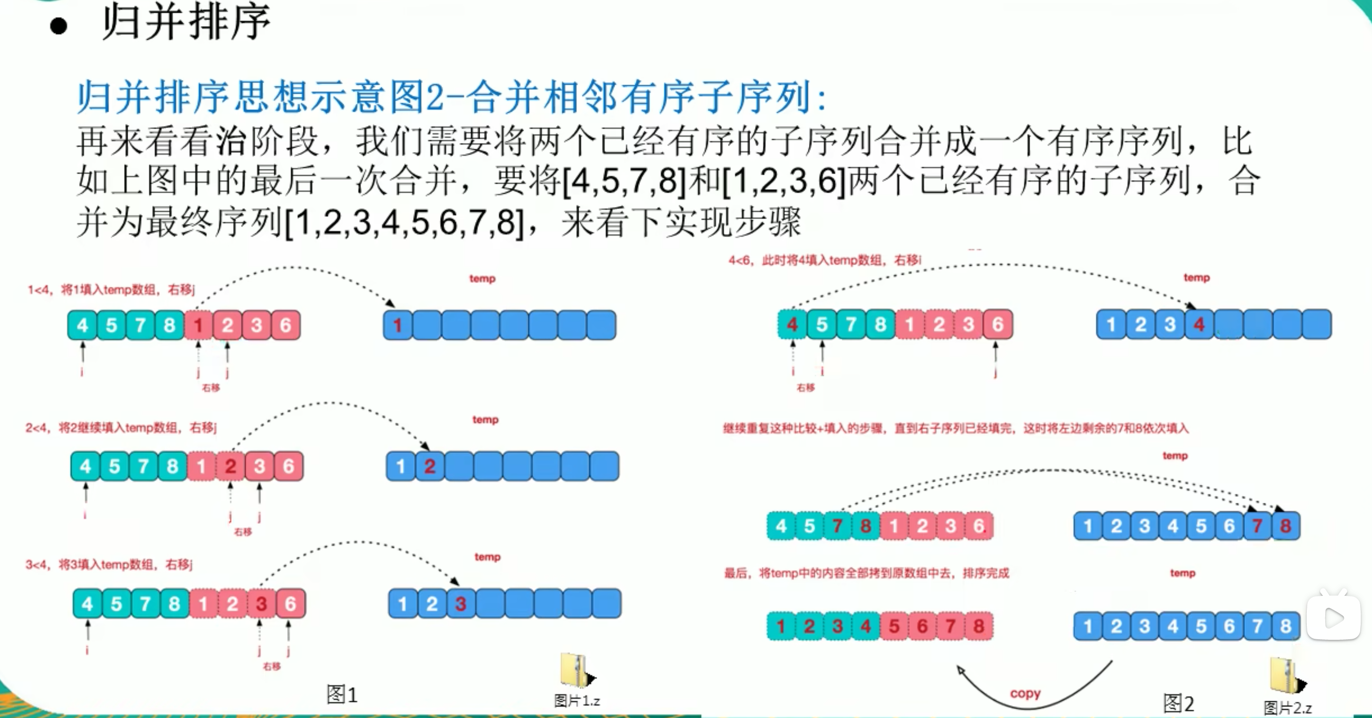 ● 归并排序
归并排序思想示意图2-合并相邻有序子序列:
再来看看治阶段，我们需要将两个已经有序的子序列合并成一个有序序列，比
如上图中的最后一次合并，要将[4,5,7,8]和[1,2,3,6]两个已经有序的子序列，合
并为最终序列[1,2,3,4,5,6,7,8]，来看下实现步骤
1<4，将1填入temp数组，右移j
temp
4 5 7 8 1 2 3 6
1
i j j
右移
2<4，将2继续填入temp数组，右移j
temp
4 5 7 8 1 2 3 6
1 2
i j j
右移
3<4，将3填入temp数组，右移j
temp
4 5 7 8 1 2 3 6
1 2 3
i j j
右移
图1
图片1.z
4<6，此时将4填入temp数组，右移i
temp
4 5 7 8 1 2 3 6
1 2 3 4
i i j
右移
继续重复这种比较+填入的步骤，直到右子序列已经填完，这时将左边剩余的7和8依次填入
temp
4 5 7 8 1 2 3 6
1 2 3 4 5 6 7 8
最后，将temp中的内容全部拷到原数组中去，排序完成
temp
1 2 3 4 5 6 7 8
1 2 3 4 5 6 7 8
copy
图2
图片2.z